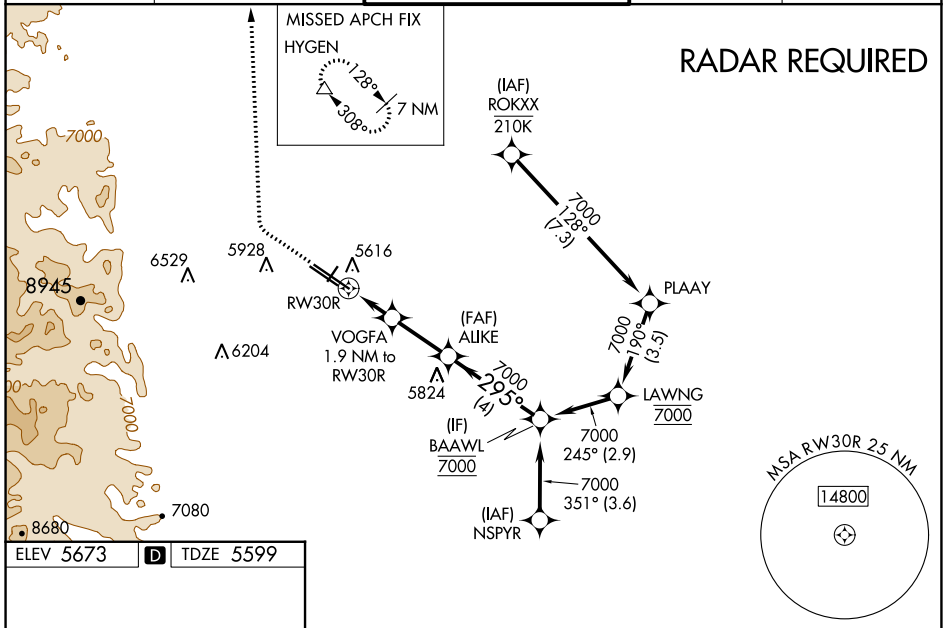 MISSED APCH FIX
HYGEN
128°
308°
7 NM
RADAR REQUIRED
(IAF)
ROKXX
210K
7000
128°
(7.3)
7000
6529
5928
5616
8945
RW30R
PLAAY
VOGFA
1.9 NM to
RW30R
(FAF)
ALIKE
7000
190°
(3.5)
6204
5824
7000
295°
(4)
LAWNG
7000
(IF)
BAAWL
7000
7000
245° (2.9)
7000
7000
351° (3.6)
(IAF)
NSPYR
MSA RW30R 25 NM
14800
7080
8680
ELEV 5673
D
TDZE 5599